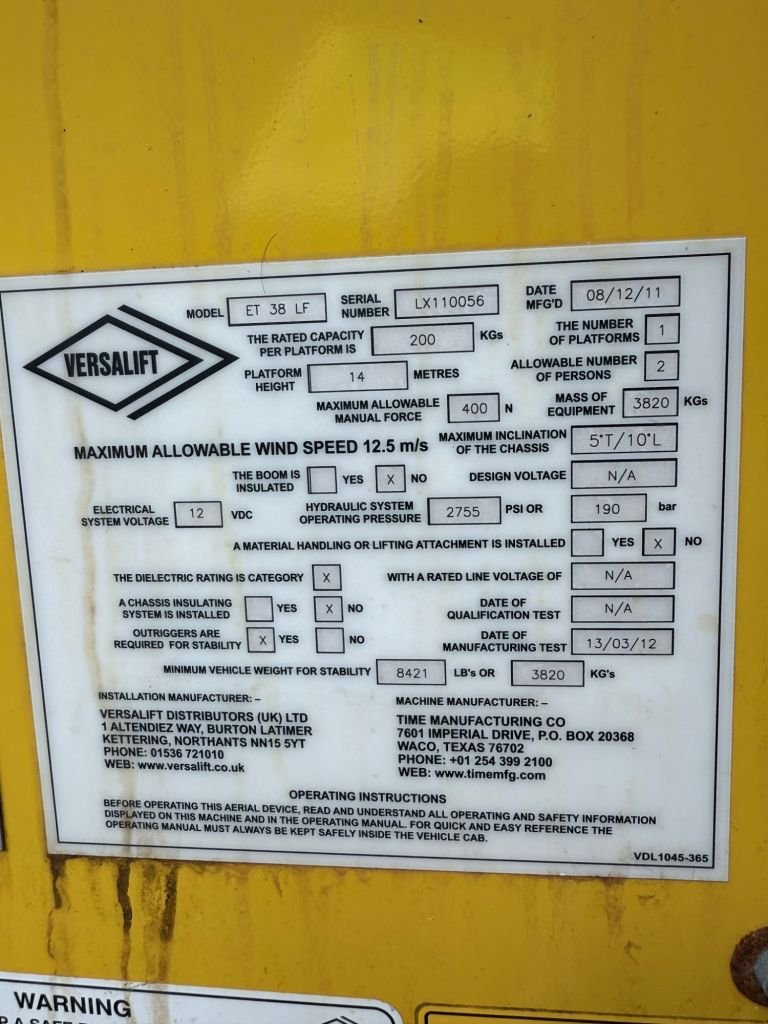 VERSALIFT
MODEL ET 38 LF SERIAL NUMBER LX110056 DATE MFG'D 08/12/11
THE RATED CAPACITY PER PLATFORM IS 200 KGs THE NUMBER OF PLATFORMS 1
PLATFORM HEIGHT 14 METRES ALLOWABLE NUMBER OF PERSONS 2
MAXIMUM ALLOWABLE MANUAL FORCE 400 N MASS OF EQUIPMENT 3820 KGs
MAXIMUM ALLOWABLE WIND SPEED 12.5 m/s MAXIMUM INCLINATION OF THE CHASSIS 5°T/10°L
THE BOOM IS INSULATED YES X NO DESIGN VOLTAGE N/A
ELECTRICAL SYSTEM VOLTAGE 12 VDC HYDRAULIC SYSTEM OPERATING PRESSURE 2755 PSI OR 190 bar
A MATERIAL HANDLING OR LIFTING ATTACHMENT IS INSTALLED YES X NO
THE DIELECTRIC RATING IS CATEGORY X WITH A RATED LINE VOLTAGE OF N/A
A CHASSIS INSULATING SYSTEM IS INSTALLED YES X NO DATE OF QUALIFICATION TEST N/A
OUTRIGGERS ARE REQUIRED FOR STABILITY X YES NO DATE OF MANUFACTURING TEST 13/03/12
MINIMUM VEHICLE WEIGHT FOR STABILITY 8421 LB's OR 3820 KG's
INSTALLATION MANUFACTURER: –
VERSALIFT DISTRIBUTORS (UK) LTD
1 ALTENDIEZ WAY, BURTON LATIMER
KETTERING, NORTHANTS NN15 5YT
PHONE: 01536 721010
WEB: www.versalift.co.uk
MACHINE MANUFACTURER: –
TIME MANUFACTURING CO
7601 IMPERIAL DRIVE, P.O. BOX 20368
WACO, TEXAS 76702
PHONE: +01 254 399 2100
WEB: www.timemfg.com
OPERATING INSTRUCTIONS
BEFORE OPERATING THIS AERIAL DEVICE, READ AND UNDERSTAND ALL OPERATING AND SAFETY INFORMATION
DISPLAYED ON THIS MACHINE AND IN THE OPERATING MANUAL. FOR QUICK AND EASY REFERENCE THE
OPERATING MANUAL MUST ALWAYS BE KEPT SAFELY INSIDE THE VEHICLE CAB.
VDL1045-365
WARNING